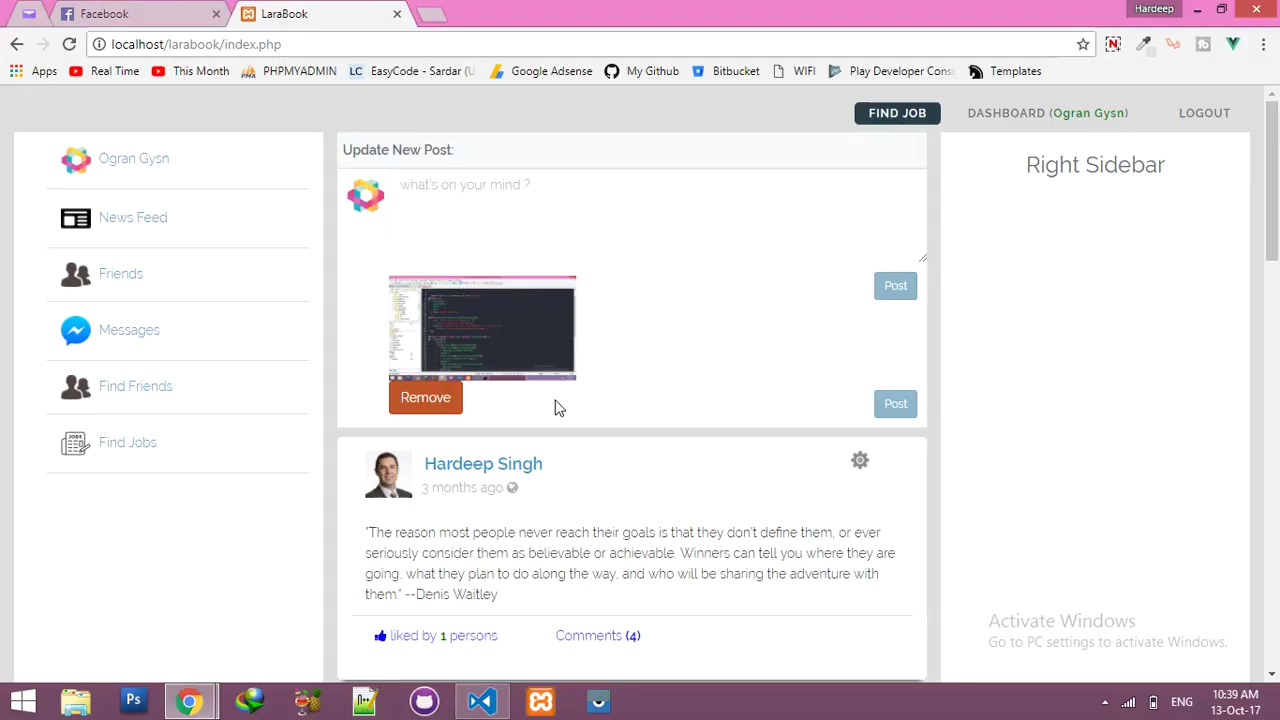 Facebook
LaraBook
Hardeep
localhost/larabook/index.php
Apps
Real Time
This Month
PHPMYADMIN
LC EasyCode - Sardar (U
Google Adsense
My Github
Bitbucket
WIFI
Play Developer Cons
Templates
FIND JOB
DASHBOARD (Ogran Gysn)
LOGOUT
Ogran Gysn
News Feed
Friends
Messages
Find Friends
Find Jobs
Update New Post:
what's on your mind ?
Post
Remove
Post
Hardeep Singh
3 months ago
"The reason most people never reach their goals is that they don't define them, or ever
seriously consider them as believable or achievable. Winners can tell you where they are
going, what they plan to do along the way, and who will be sharing the adventure with
them." --Denis Waitley
liked by 1 persons
Comments (4)
Right Sidebar
Activate Windows
Go to PC settings to activate Windows.
Ps
ENG
10:39 AM
13-Oct-17